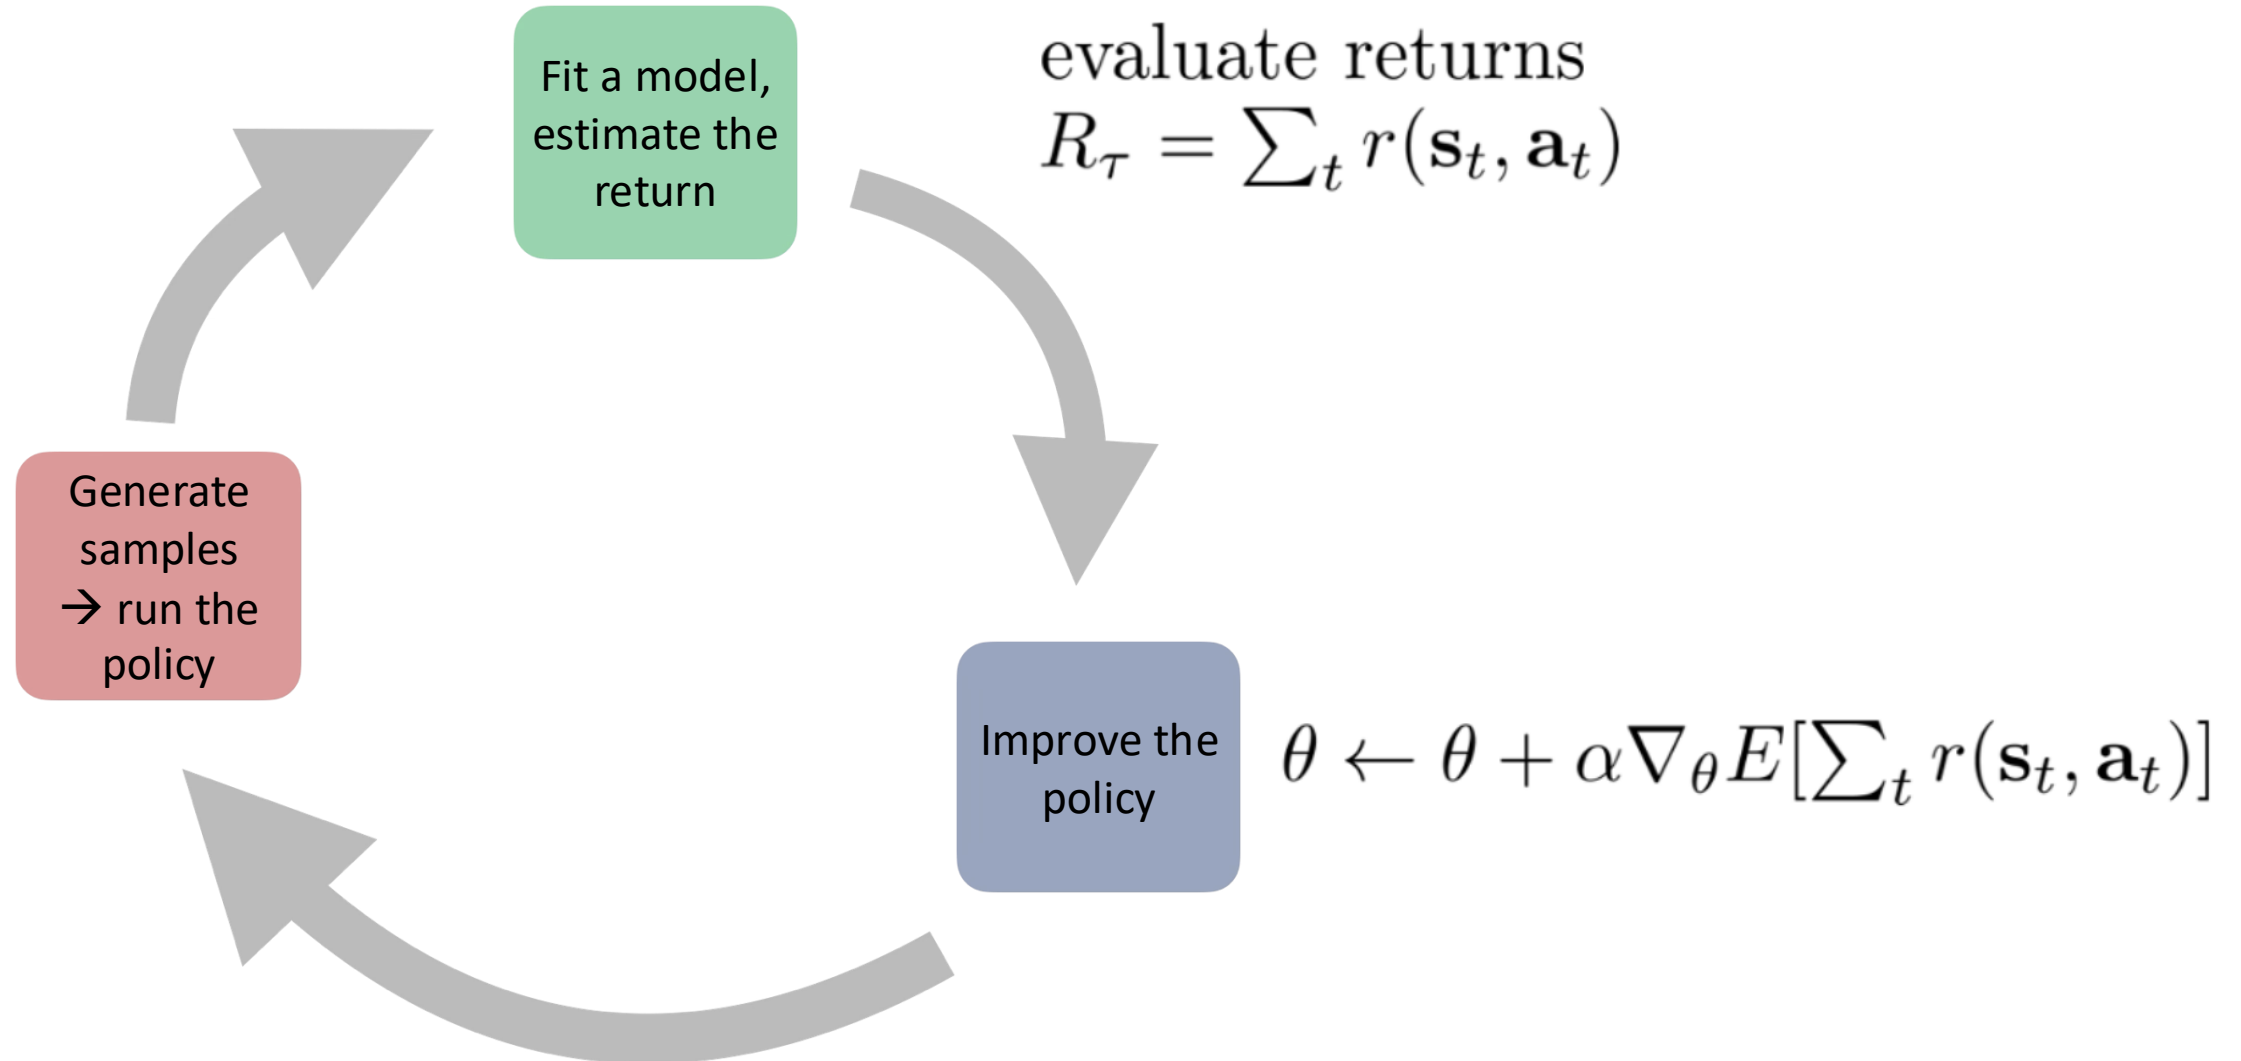 Fit a model,
estimate the
return
evaluate returns
R_τ = ∑_t r(𝐬_t, 𝐚_t)
Generate
samples
→ run the
policy
Improve the
policy
θ ← θ + α∇_θ E[∑_t r(𝐬_t, 𝐚_t)]